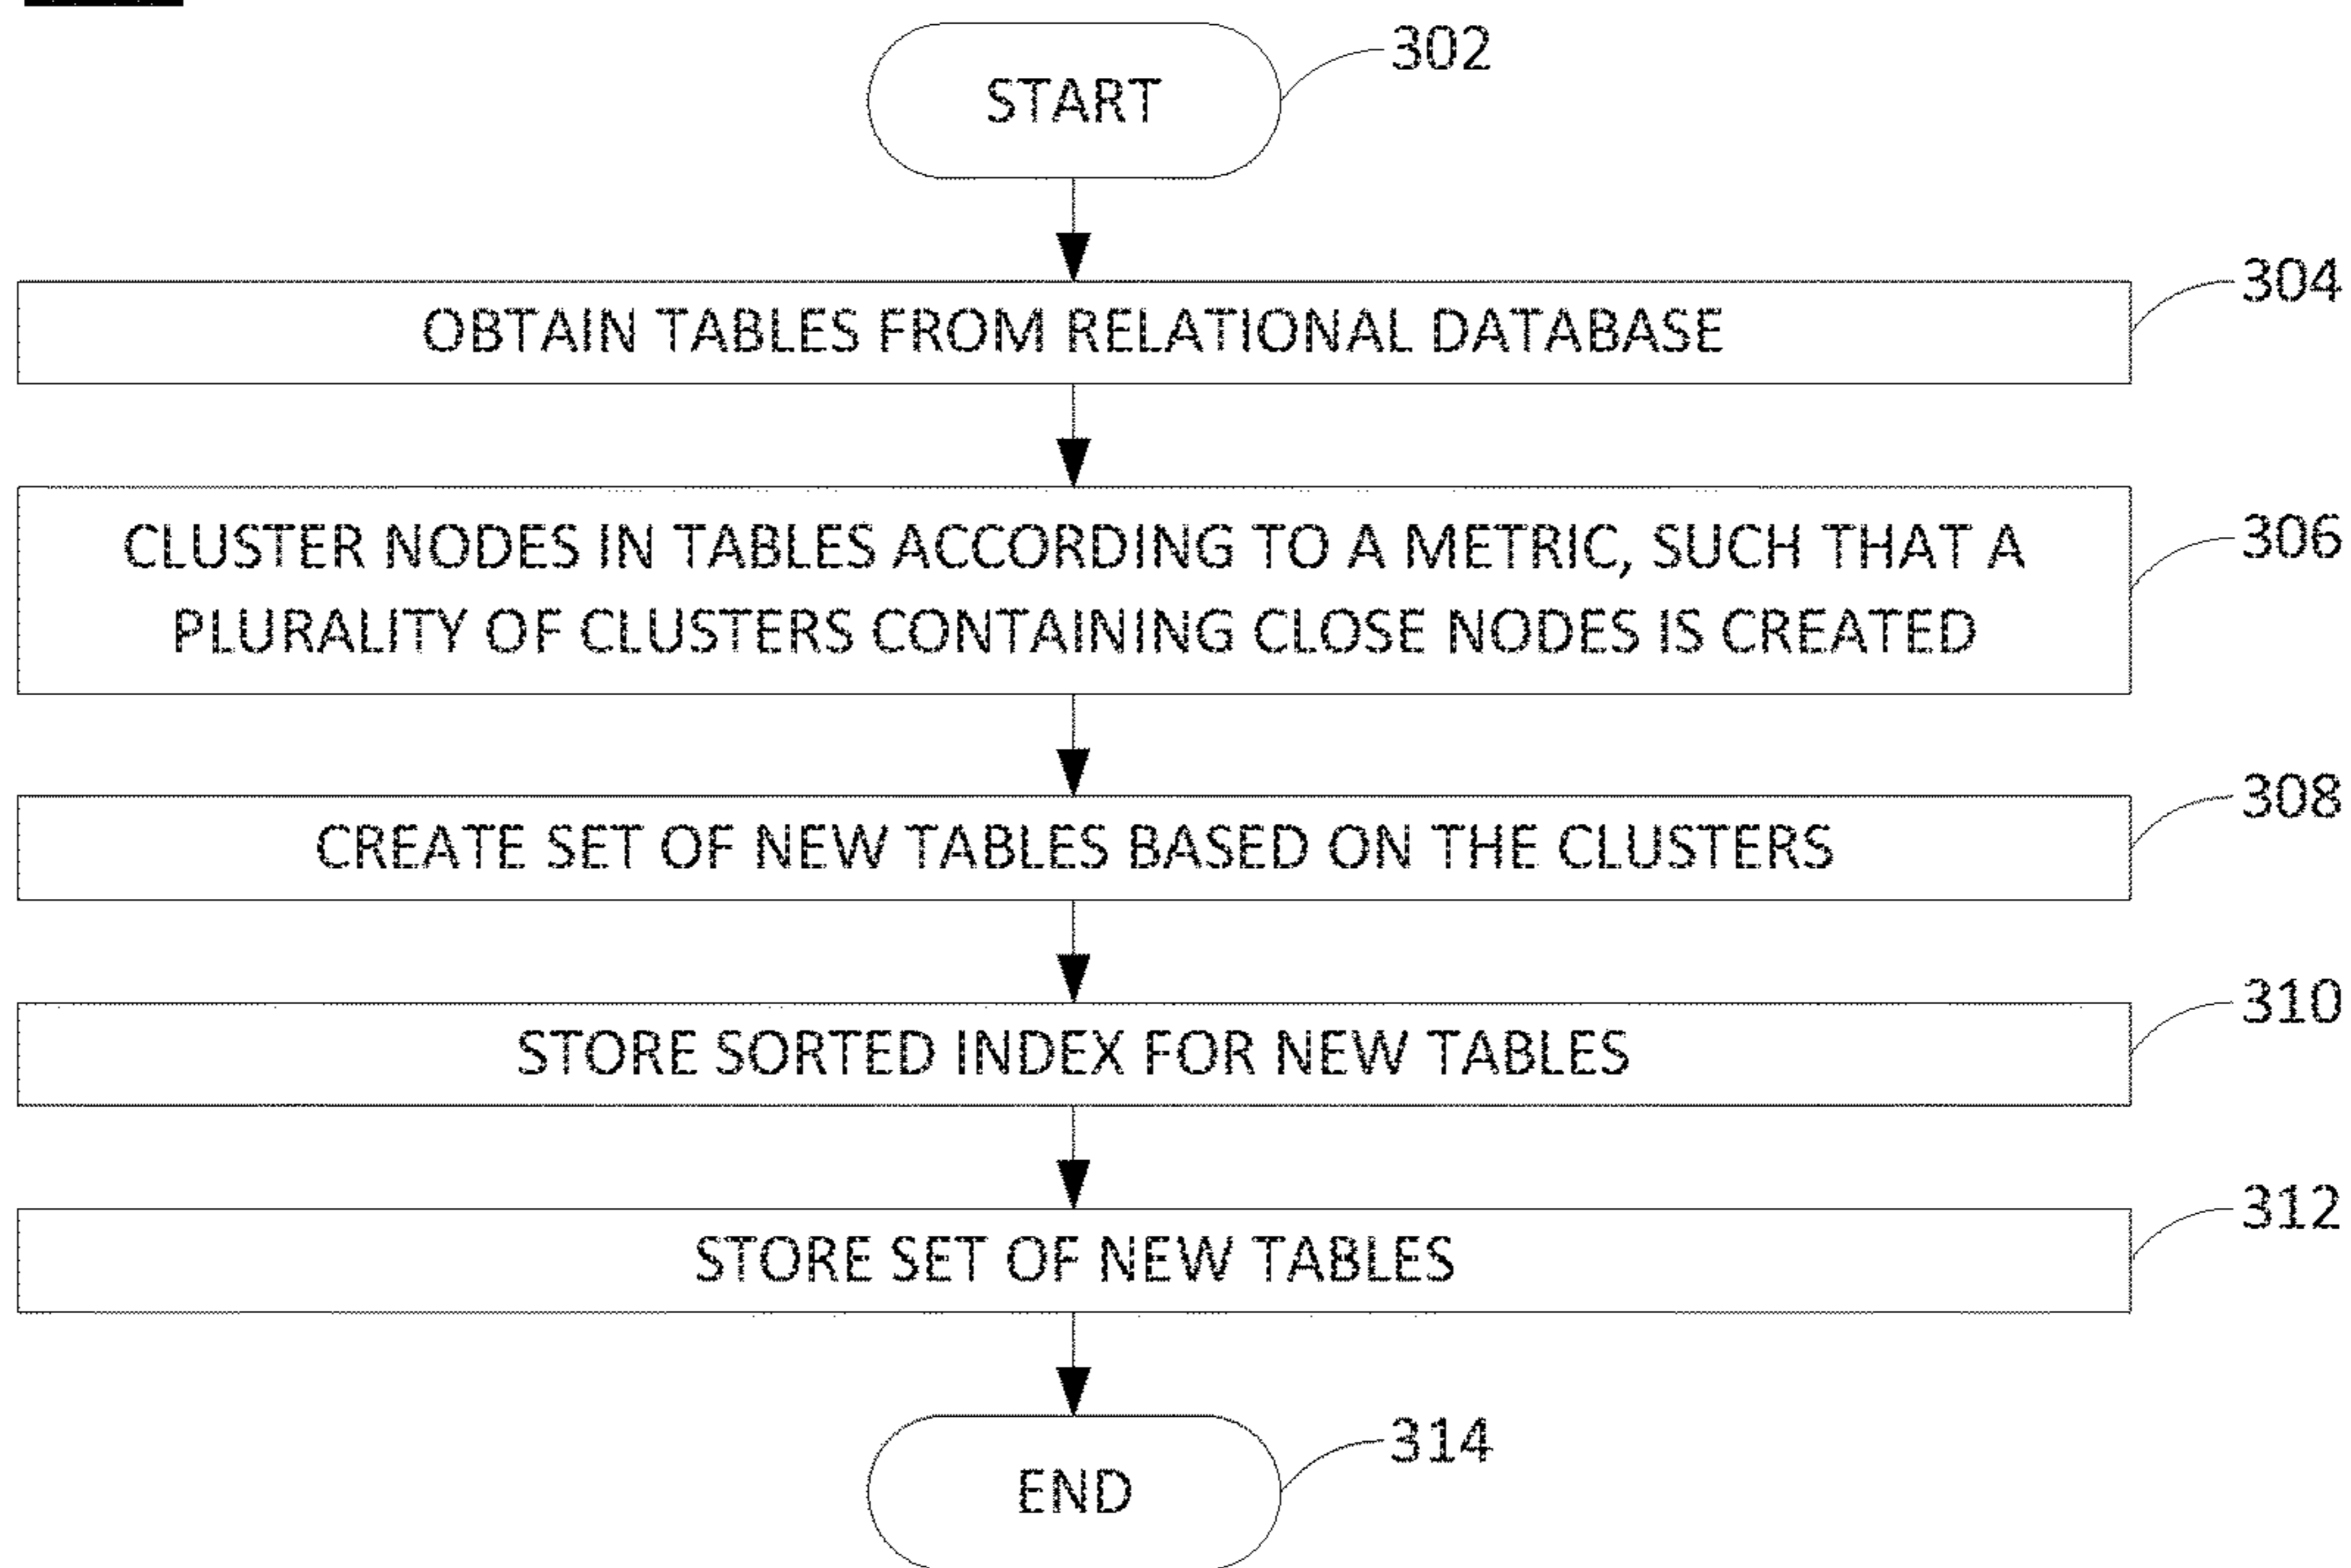 302
START
304
OBTAIN TABLES FROM RELATIONAL DATABASE
306
CLUSTER NODES IN TABLES ACCORDING TO A METRIC, SUCH THAT A
PLURALITY OF CLUSTERS CONTAINING CLOSE NODES IS CREATED
308
CREATE SET OF NEW TABLES BASED ON THE CLUSTERS
310
STORE SORTED INDEX FOR NEW TABLES
312
STORE SET OF NEW TABLES
314
END